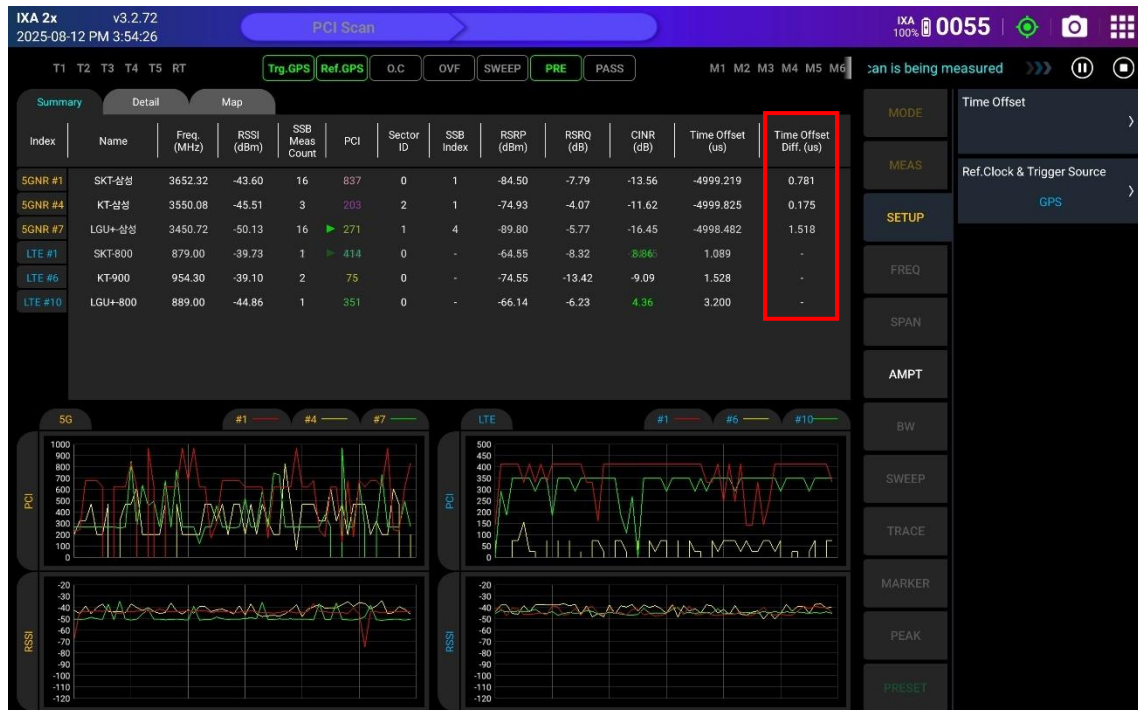 IXA 2x v3.2.72
2025-08-12 PM 3:54:26
PCI Scan
IXA 100% 0055
T1 T2 T3 T4 T5 RT Trg.GPS Ref.GPS O.C OVF SWEEP PRE PASS M1 M2 M3 M4 M5 M6 is being measured
Summary Detail Map
Index Name Freq. (MHz) RSSI (dBm) SSB Meas Count PCI Sector ID SSB Index RSRP (dBm) RSRQ (dB) CINR (dB) Time Offset (us) Time Offset Diff. (us)
5GNR #1 SKT-삼성 3652.32 -43.60 16 837 0 1 -84.50 -7.79 -13.56 -4999.219 0.781
5GNR #4 KT-삼성 3550.08 -45.51 3 203 2 1 -74.93 -4.07 -11.62 -4999.825 0.175
5GNR #7 LGU+-삼성 3450.72 -50.13 16 271 1 4 -89.80 -5.77 -16.45 -4998.482 1.518
LTE #1 SKT-800 879.00 -39.73 1 414 0 - -64.55 -8.32 1.089 -
LTE #6 KT-900 954.30 -39.10 2 75 0 - -74.55 -13.42 -9.09 1.528 -
LTE #10 LGU+-800 889.00 -44.86 1 351 0 - -66.14 -6.23 4.36 3.200 -
5G #1 #4 #7
PCI
1000
900
800
700
600
500
400
300
200
100
0
RSSI
-20
-30
-40
-50
-60
-70
-80
-90
-100
-110
-120
LTE #1 #6 #10
PCI
500
450
400
350
300
250
200
150
100
50
0
RSSI
-20
-30
-40
-50
-60
-70
-80
-90
-100
-110
-120
MODE
MEAS
SETUP
FREQ
SPAN
AMPT
BW
SWEEP
TRACE
MARKER
PEAK
PRESET
Time Offset
Ref.Clock & Trigger Source
GPS